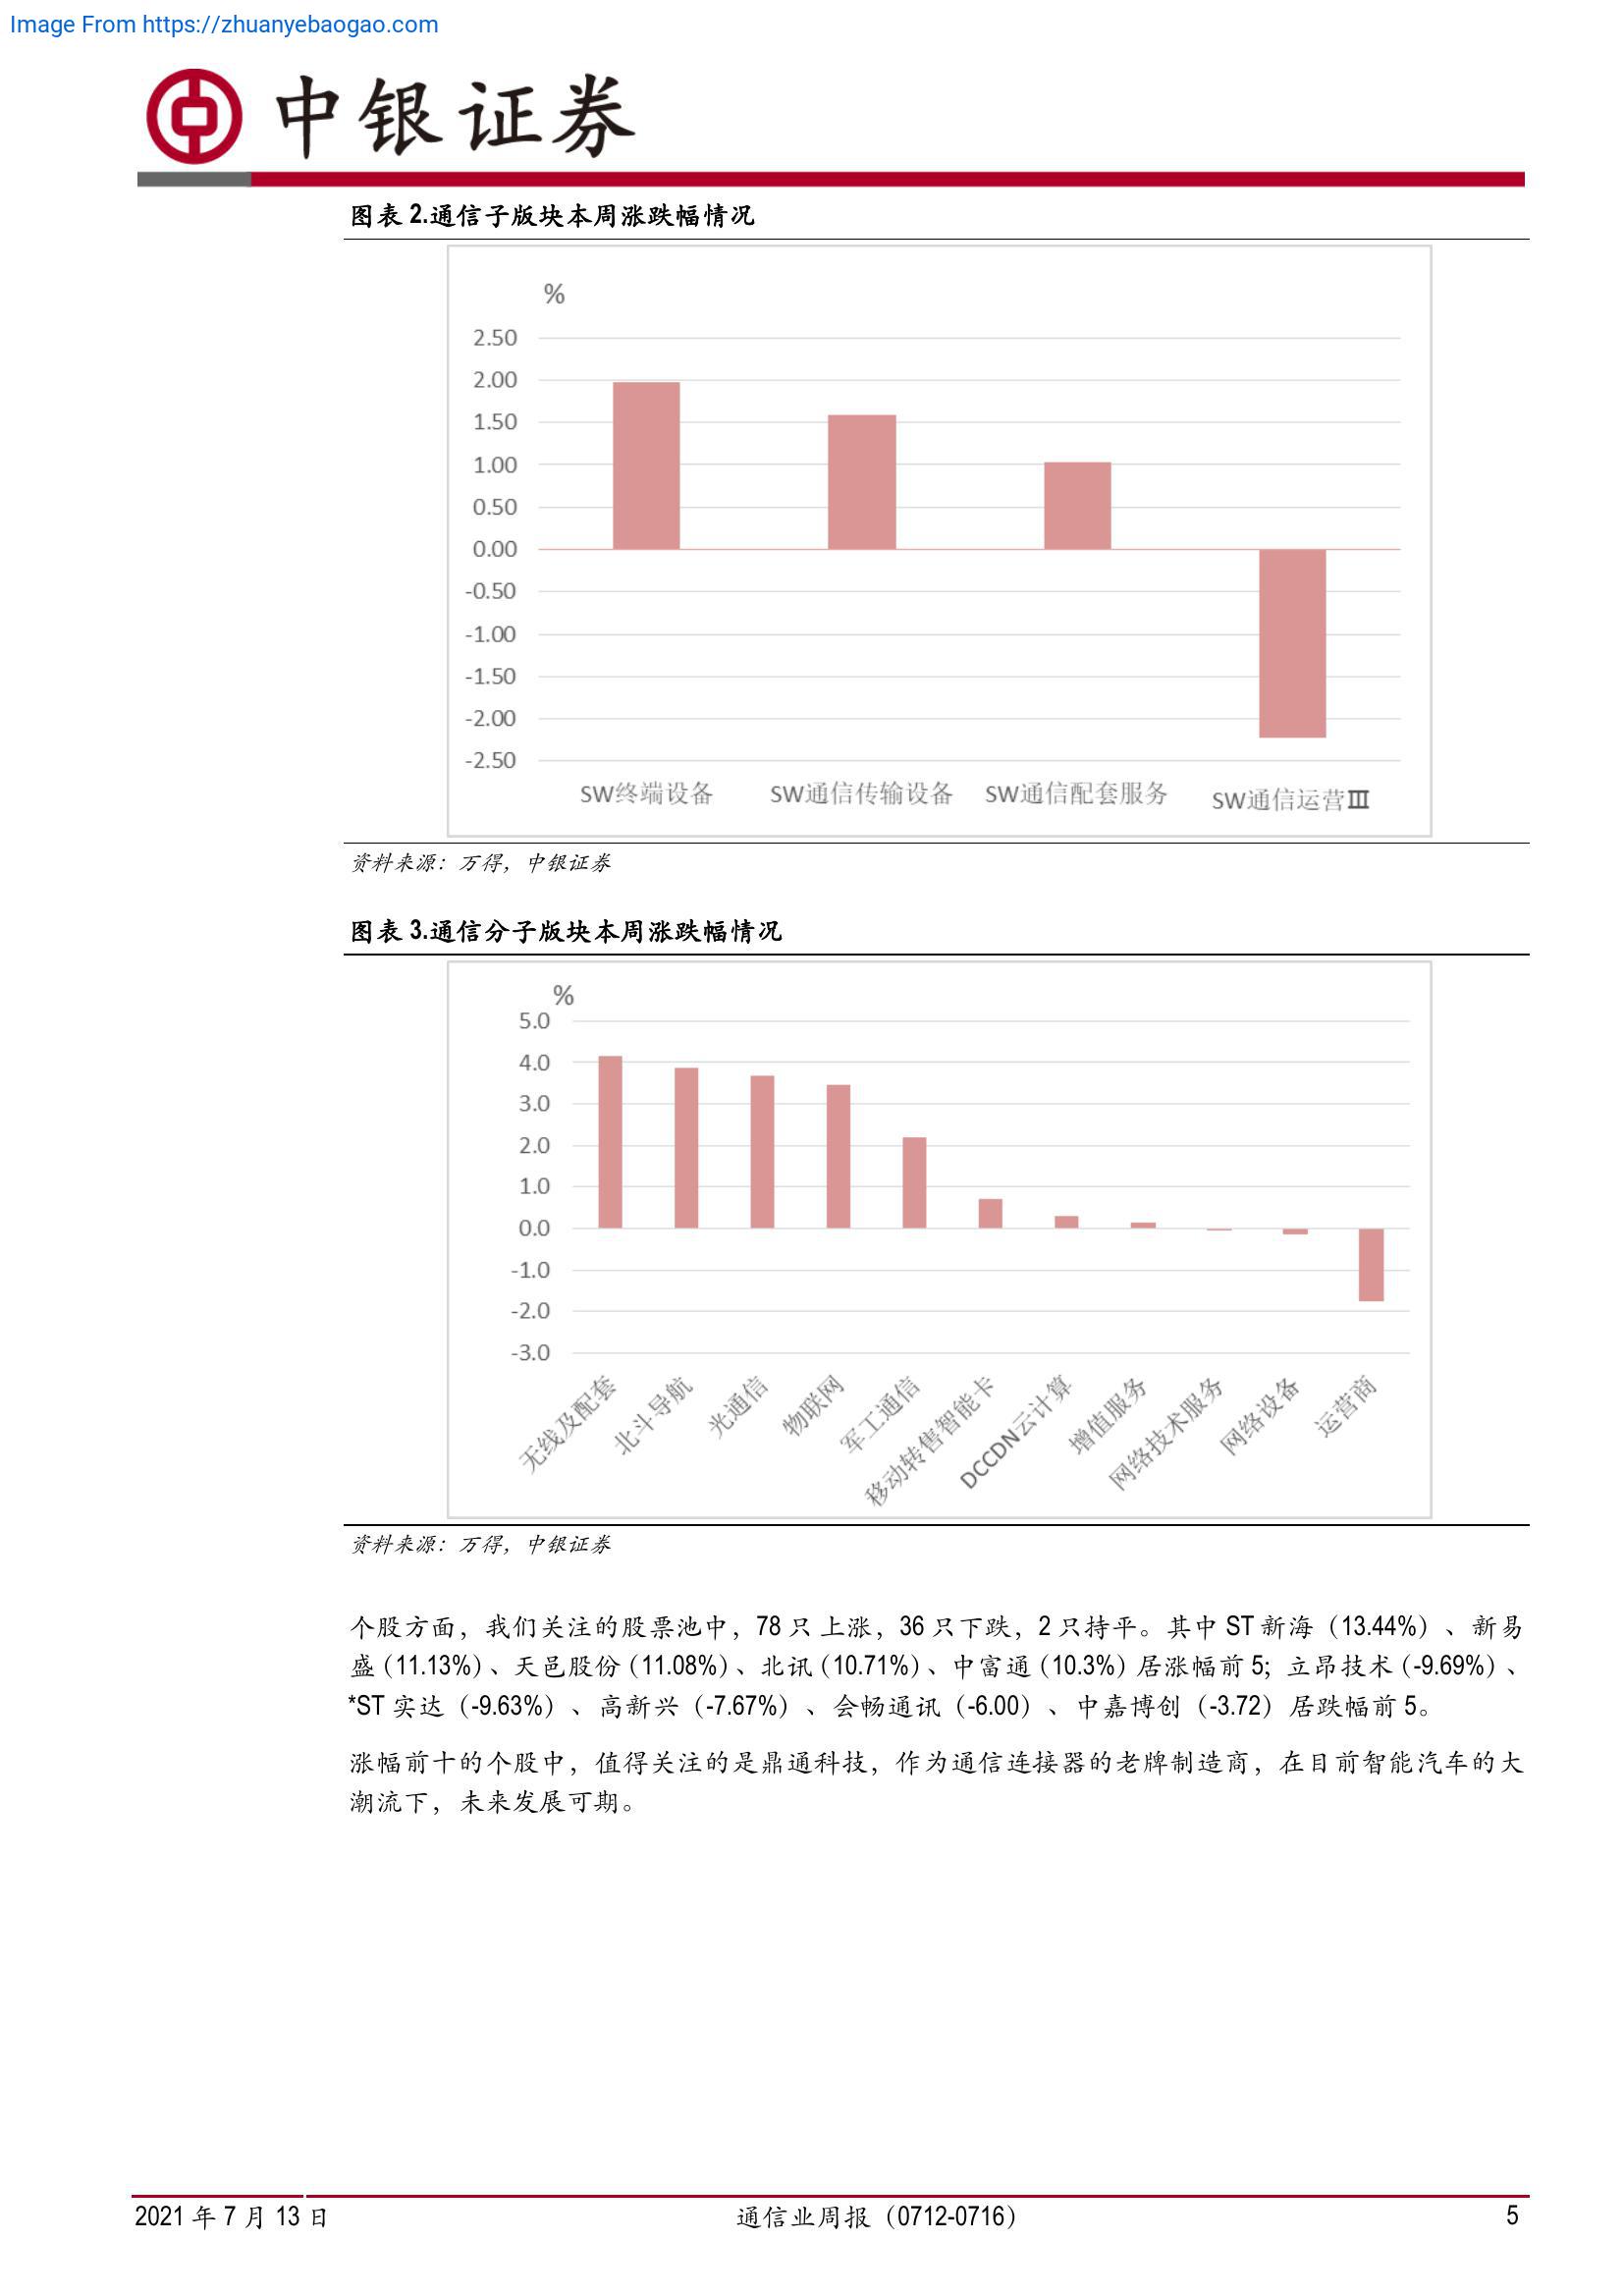 Image From https://zhuanyebaogao.com
中银证券
图表 2.通信子版块本周涨跌幅情况
%
2.50
2.00
1.50
1.00
0.50
0.00
-0.50
-1.00
-1.50
-2.00
-2.50
SW终端设备 SW通信传输设备 SW通信配套服务 SW通信运营Ⅲ
资料来源：万得，中银证券
图表 3.通信分子版块本周涨跌幅情况
%
5.0
4.0
3.0
2.0
1.0
0.0
-1.0
-2.0
-3.0
无线及配套 北斗导航 光通信 物联网 军工通信 移动转售智能卡 DCCDN云计算 增值服务 网络技术服务 网络设备 运营商
资料来源：万得，中银证券
个股方面，我们关注的股票池中，78 只 上涨，36 只下跌，2 只持平。其中 ST 新海（13.44%）、新易
盛（11.13%）、天邑股份（11.08%）、北讯（10.71%）、中富通（10.3%）居涨幅前 5；立昂技术（-9.69%）、
*ST 实达（-9.63%）、高新兴（-7.67%）、会畅通讯（-6.00）、中嘉博创（-3.72）居跌幅前 5。
涨幅前十的个股中，值得关注的是鼎通科技，作为通信连接器的老牌制造商，在目前智能汽车的大
潮流下，未来发展可期。
2021 年 7 月 13 日 通信业周报（0712-0716） 5